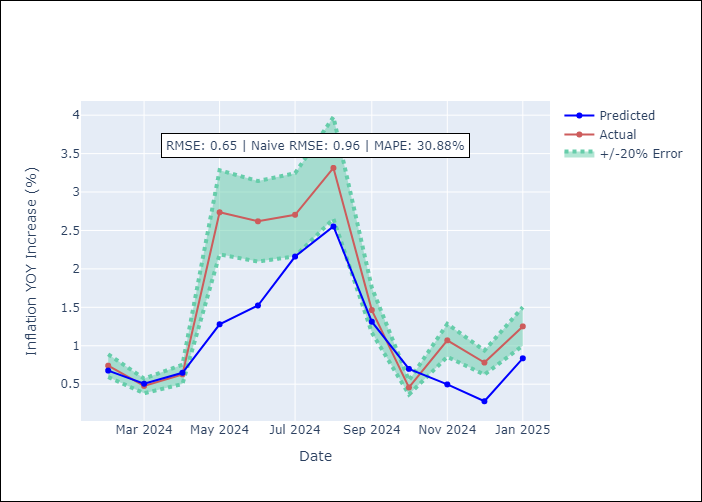 RMSE: 0.65 | Naive RMSE: 0.96 | MAPE: 30.88%
Predicted
Actual
+/-20% Error
Inflation YOY Increase (%)
4
3.5
3
2.5
2
1.5
1
0.5
Mar 2024
May 2024
Jul 2024
Sep 2024
Nov 2024
Jan 2025
Date